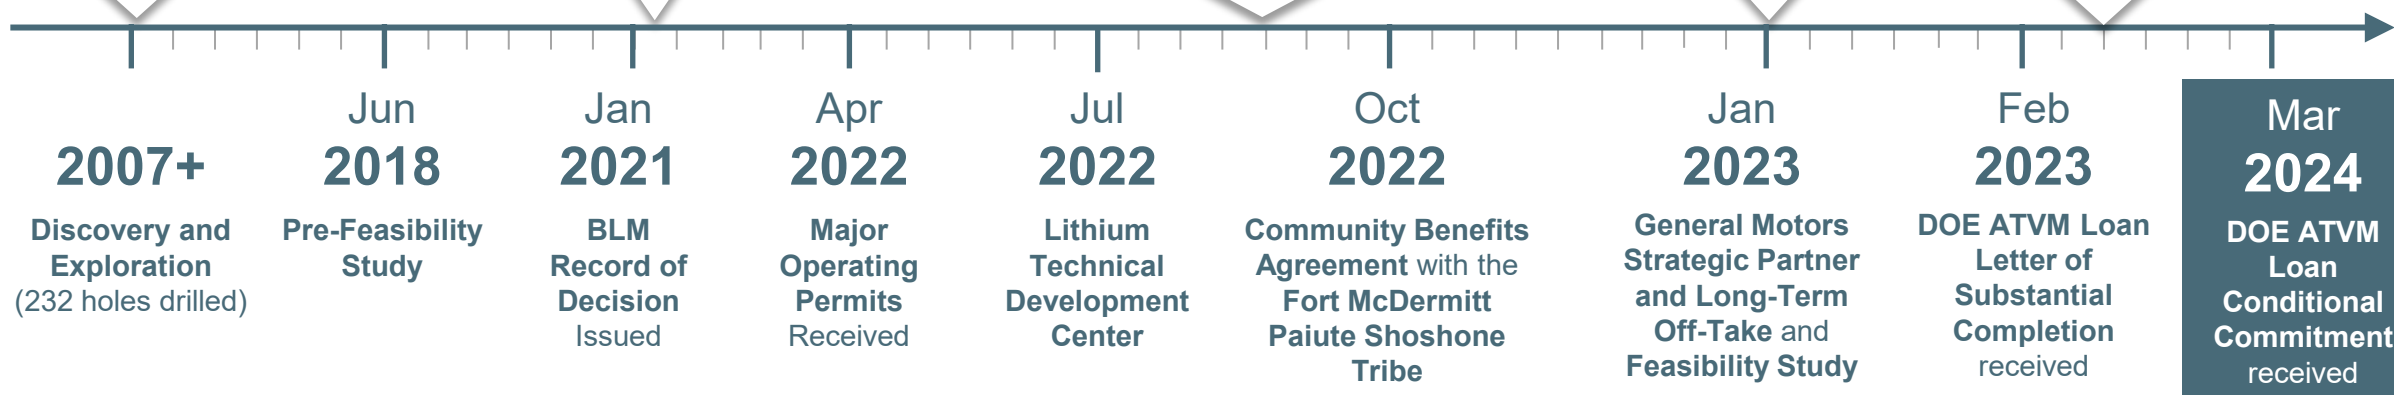 2007+
Discovery and
Exploration
(232 holes drilled)
Jun
2018
Pre-Feasibility
Study
Jan
2021
BLM
Record of
Decision
Issued
Apr
2022
Major
Operating
Permits
Received
Jul
2022
Lithium
Technical
Development
Center
Oct
2022
Community Benefits
Agreement with the
Fort McDermitt
Paiute Shoshone
Tribe
Jan
2023
General Motors
Strategic Partner
and Long-Term
Off-Take and
Feasibility Study
Feb
2023
DOE ATVM Loan
Letter of
Substantial
Completion
received
Mar
2024
DOE ATVM
Loan
Conditional
Commitment
received